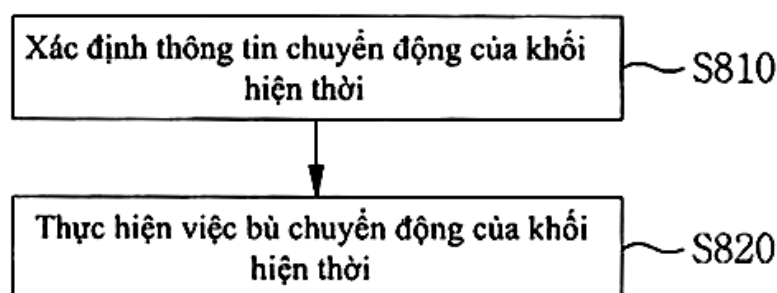 Xác định thông tin chuyển động của khối
hiện thời
S810
Thực hiện việc bù chuyển động của khối
hiện thời
S820